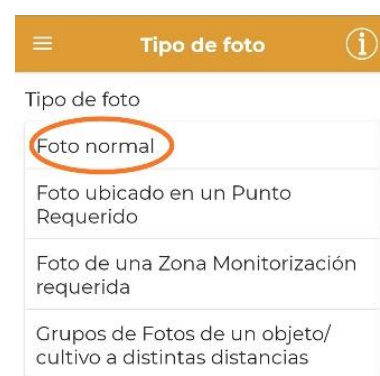 Tipo de foto
Tipo de foto
Foto normal
Foto ubicado en un Punto
Requerido
Foto de una Zona Monitorización
requerida
Grupos de Fotos de un objeto/
cultivo a distintas distancias